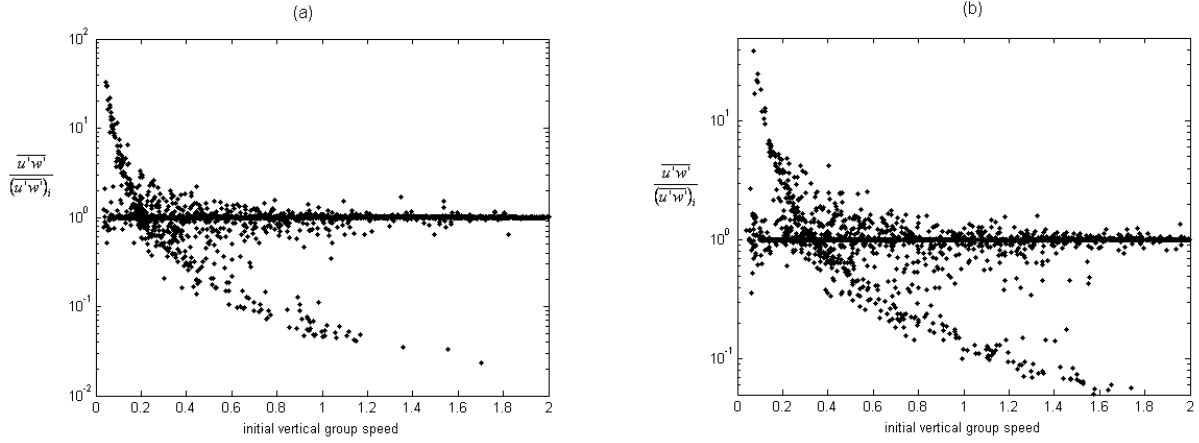 (a)
10^2
10^1
10^0
10^-1
10^-2
u'w'
(u'w')_i
0 0.2 0.4 0.6 0.8 1 1.2 1.4 1.6 1.8 2
initial vertical group speed
(b)
10^1
10^0
10^-1
u'w'
(u'w')_i
0 0.2 0.4 0.6 0.8 1 1.2 1.4 1.6 1.8 2
initial vertical group speed